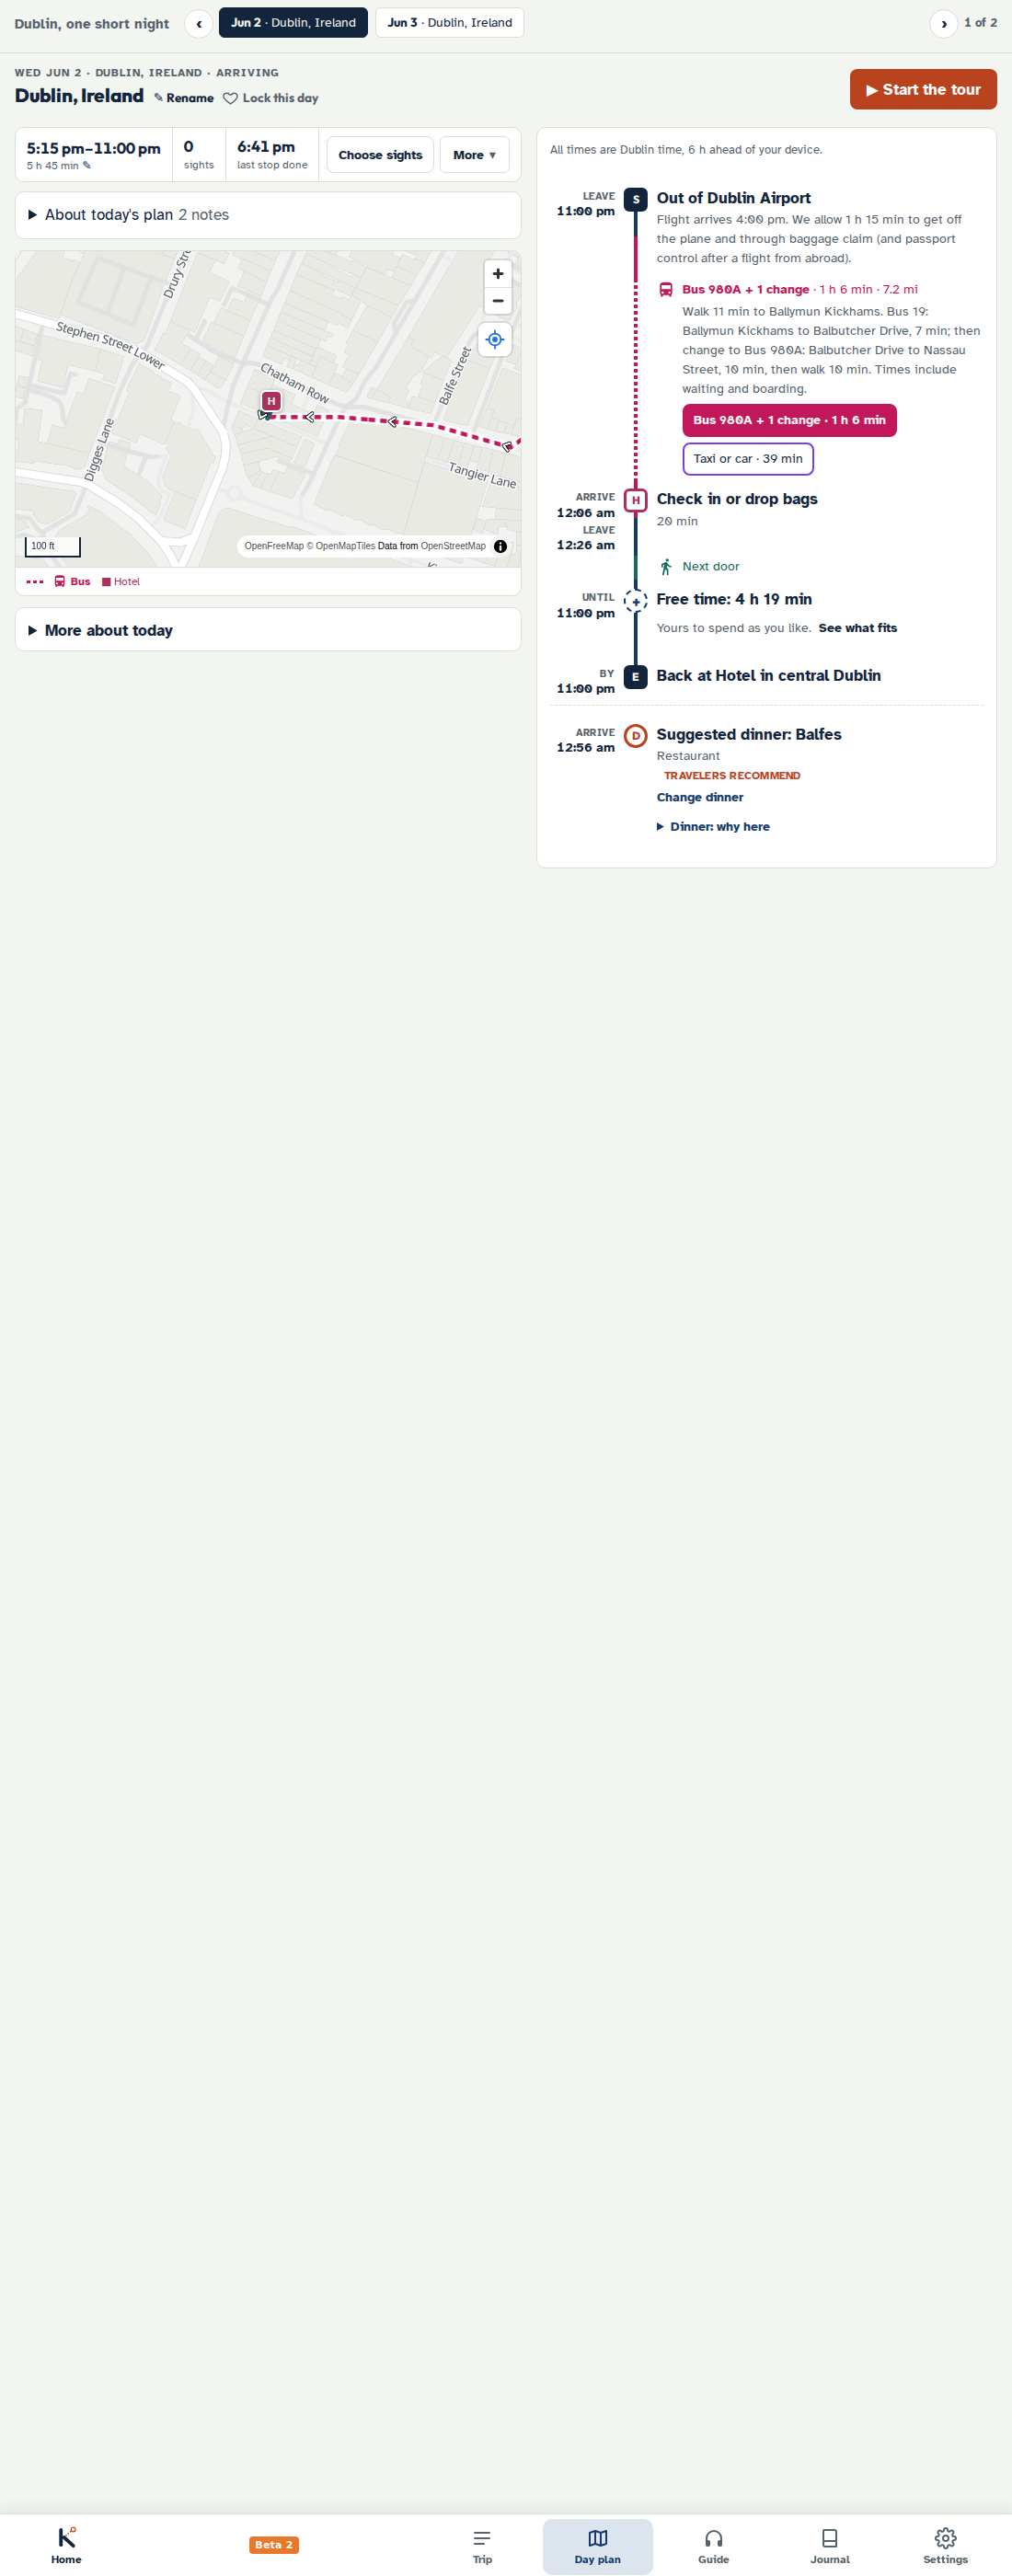 Dublin, one short night
‹
Jun 2 · Dublin, Ireland
Jun 3 · Dublin, Ireland
›
1 of 2
WED JUN 2 · DUBLIN, IRELAND · ARRIVING
Dublin, Ireland
✎ Rename
Lock this day
▶ Start the tour
5:15 pm–11:00 pm
5 h 45 min ✎
0
sights
6:41 pm
last stop done
Choose sights
More ▾
▶ About today's plan 2 notes
Drury Stre
Stephen Street Lower
Chatham Row
Balfe Street
Digges Lane
Tangier Lane
H
+
−
100 ft
OpenFreeMap © OpenMapTiles Data from OpenStreetMap
Bus
Hotel
▶ More about today
All times are Dublin time, 6 h ahead of your device.
LEAVE
11:00 pm
S
Out of Dublin Airport
Flight arrives 4:00 pm. We allow 1 h 15 min to get off
the plane and through baggage claim (and passport
control after a flight from abroad).
Bus 980A + 1 change · 1 h 6 min · 7.2 mi
Walk 11 min to Ballymun Kickhams. Bus 19:
Ballymun Kickhams to Balbutcher Drive, 7 min; then
change to Bus 980A: Balbutcher Drive to Nassau
Street, 10 min, then walk 10 min. Times include
waiting and boarding.
Bus 980A + 1 change · 1 h 6 min
Taxi or car · 39 min
ARRIVE
12:06 am
LEAVE
12:26 am
H
Check in or drop bags
20 min
Next door
UNTIL
11:00 pm
+
Free time: 4 h 19 min
Yours to spend as you like. See what fits
BY
11:00 pm
E
Back at Hotel in central Dublin
ARRIVE
12:56 am
D
Suggested dinner: Balfes
Restaurant
TRAVELERS RECOMMEND
Change dinner
▶ Dinner: why here
Home
Beta 2
Trip
Day plan
Guide
Journal
Settings